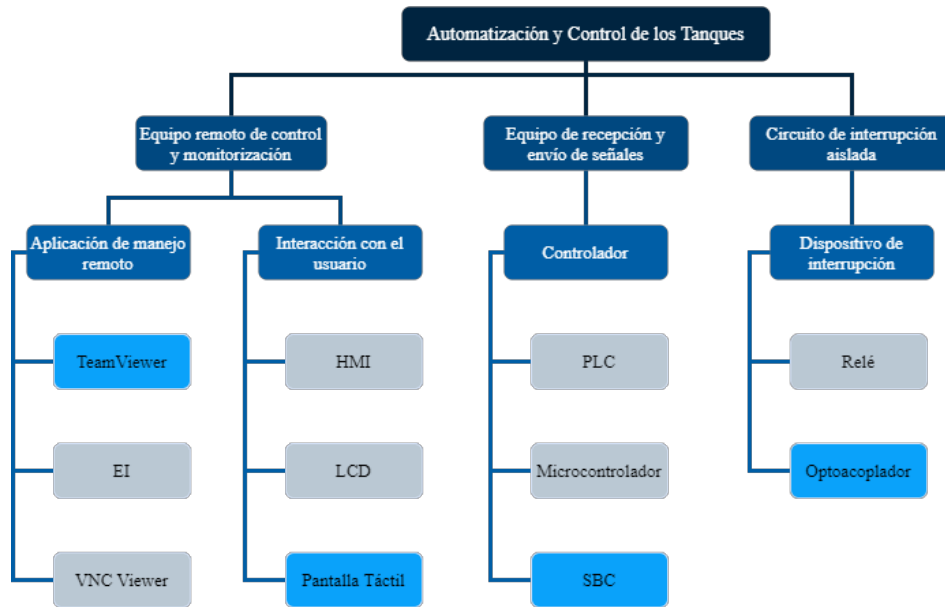 Automatización y Control de los Tanques
Equipo remoto de control
y monitorización
Equipo de recepción y
envío de señales
Circuito de interrupción
aislada
Aplicación de manejo
remoto
Interacción con el
usuario
Controlador
Dispositivo de
interrupción
TeamViewer
HMI
PLC
Relé
EI
LCD
Microcontrolador
Optoacoplador
VNC Viewer
Pantalla Táctil
SBC